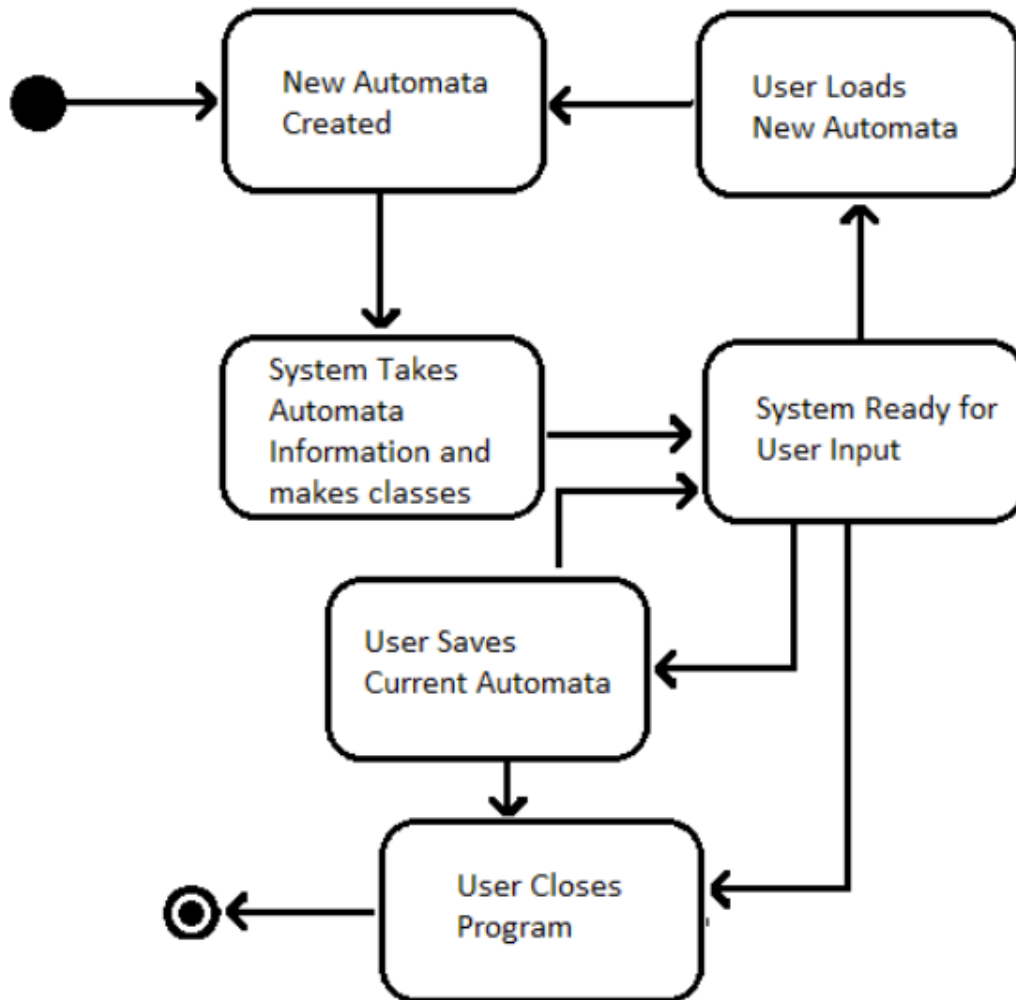 New Automata
Created
User Loads
New Automata
System Takes
Automata
Information and
makes classes
System Ready for
User Input
User Saves
Current Automata
User Closes
Program